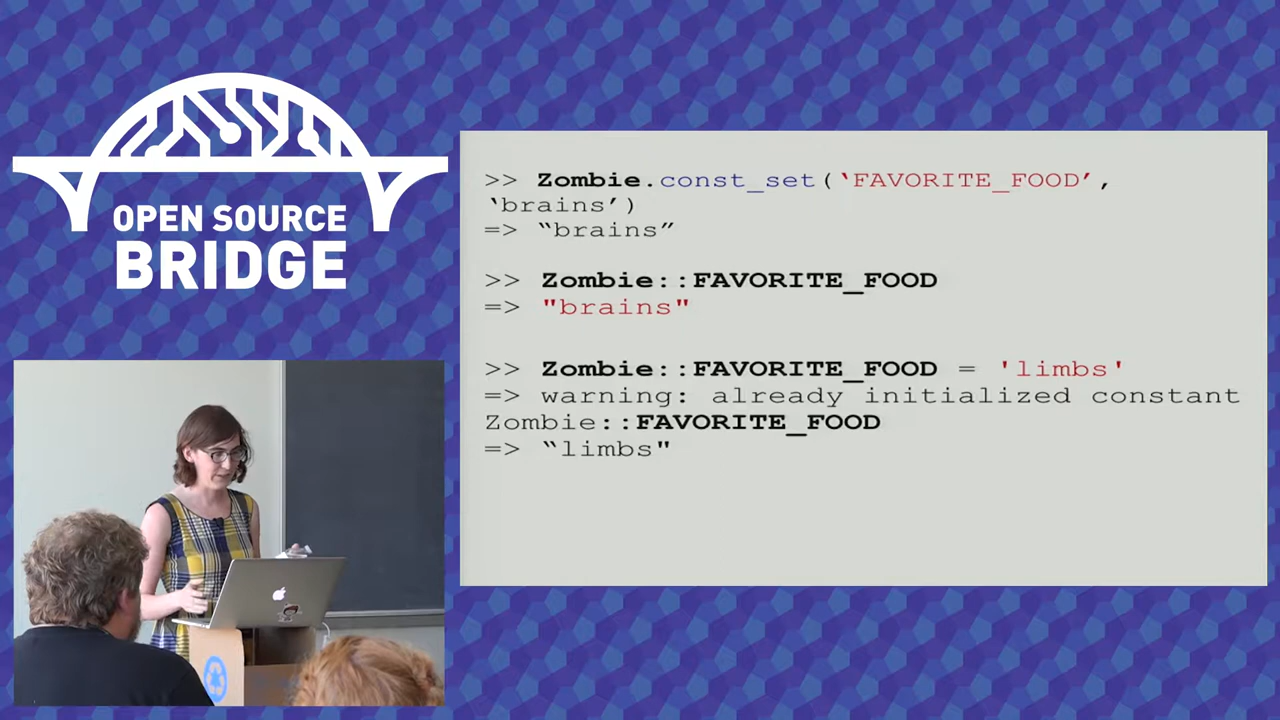 OPEN SOURCE
BRIDGE
>> Zombie.const_set(‘FAVORITE_FOOD’,
‘brains’)
=> “brains”
>> Zombie::FAVORITE_FOOD
=> "brains"
>> Zombie::FAVORITE_FOOD = 'limbs'
=> warning: already initialized constant
Zombie::FAVORITE_FOOD
=> “limbs"